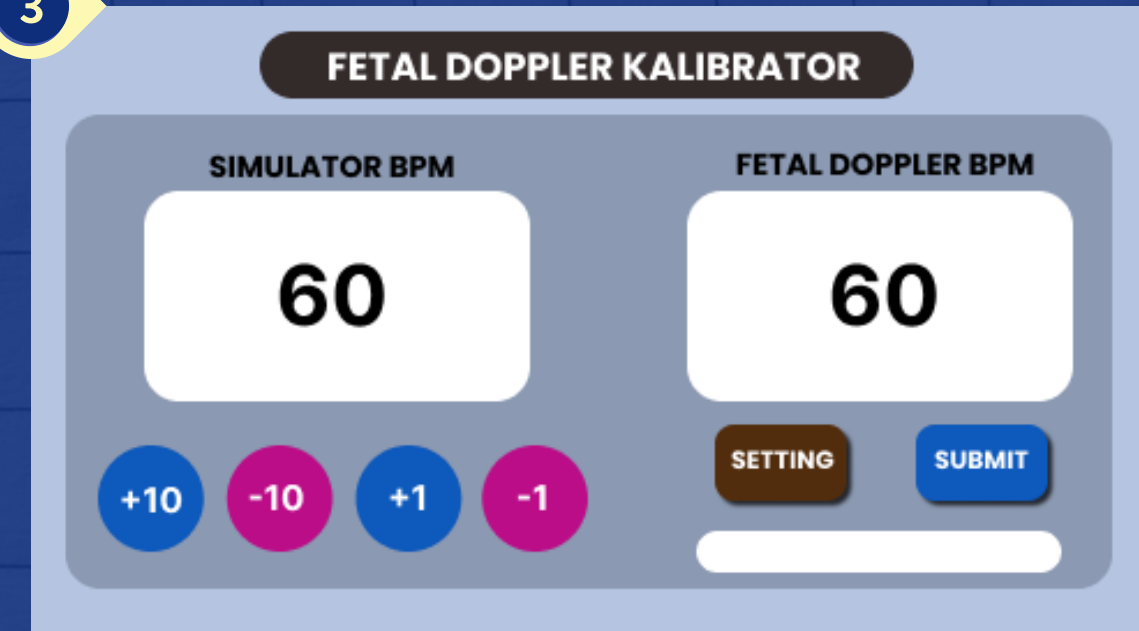 3
FETAL DOPPLER KALIBRATOR
SIMULATOR BPM
FETAL DOPPLER BPM
60
60
SETTING
SUBMIT
+10
-10
+1
-1